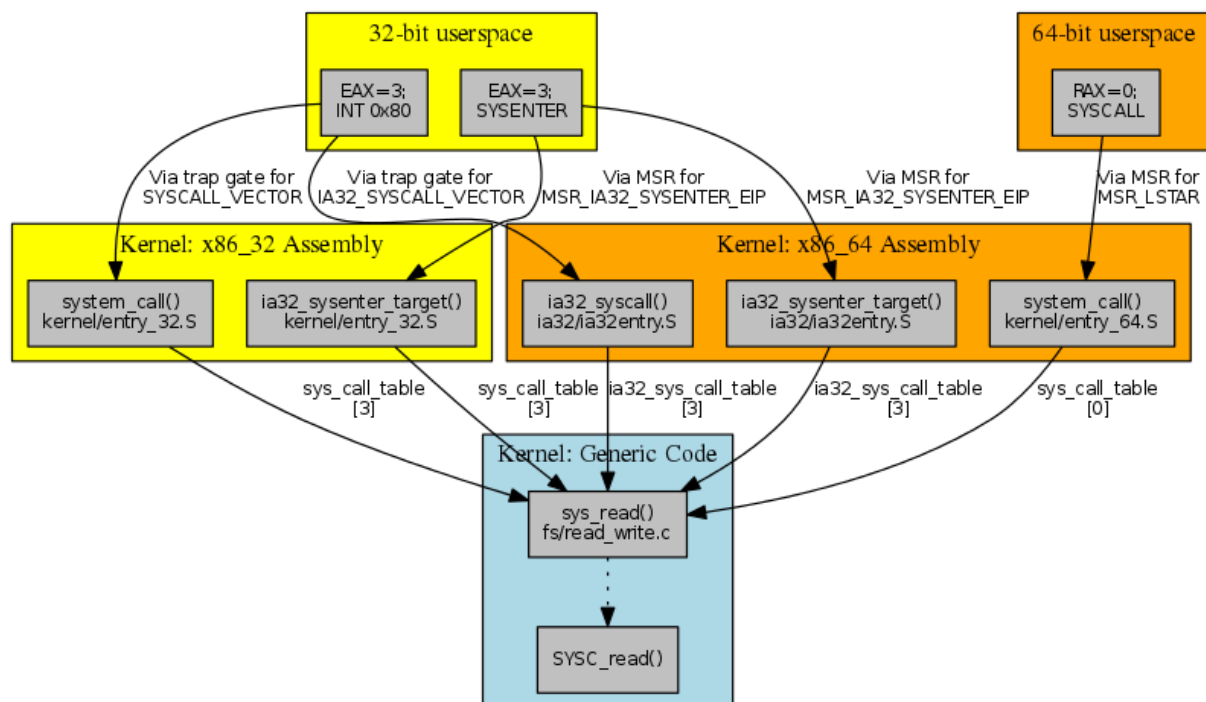 32-bit userspace
64-bit userspace
EAX=3;
INT 0x80
EAX=3;
SYSENTER
RAX=0;
SYSCALL
Via trap gate for
SYSCALL_VECTOR
Via trap gate for
IA32_SYSCALL_VECTOR
Via MSR for
MSR_IA32_SYSENTER_EIP
Via MSR for
MSR_IA32_SYSENTER_EIP
Via MSR for
MSR_LSTAR
Kernel: x86_32 Assembly
Kernel: x86_64 Assembly
system_call()
kernel/entry_32.S
ia32_sysenter_target()
kernel/entry_32.S
ia32_syscall()
ia32/ia32entry.S
ia32_sysenter_target()
ia32/ia32entry.S
system_call()
kernel/entry_64.S
sys_call_table
[3]
sys_call_table
[3]
ia32_sys_call_table
[3]
ia32_sys_call_table
[3]
sys_call_table
[0]
Kernel: Generic Code
sys_read()
fs/read_write.c
SYSC_read()